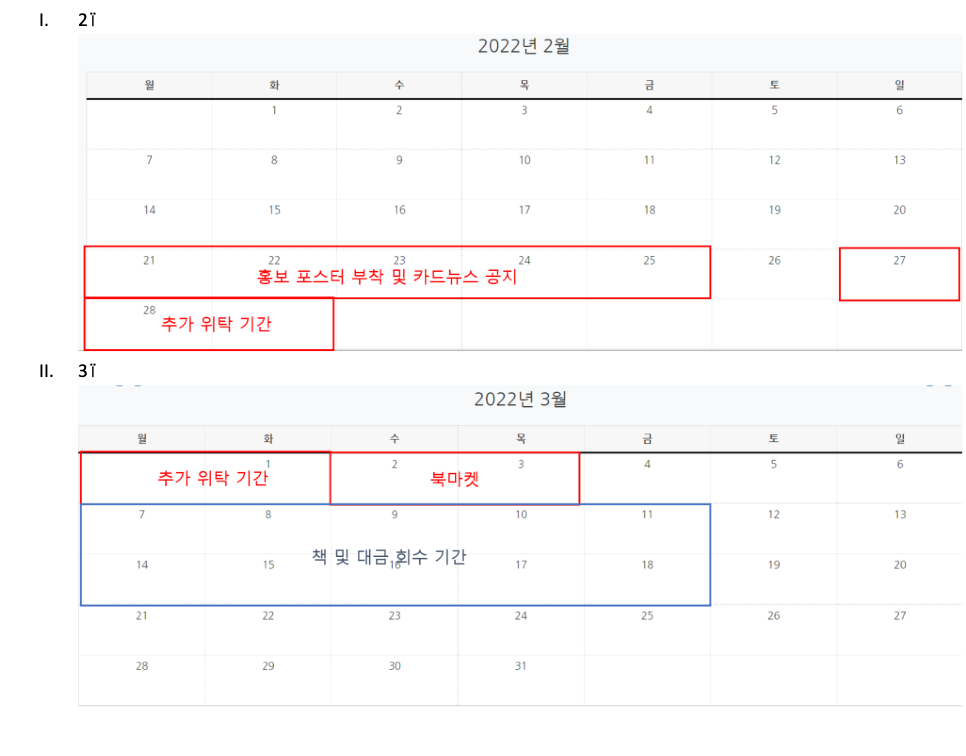 I. 2ï
2022년 2월
월 화 수 목 금 토 일
1 2 3 4 5 6
7 8 9 10 11 12 13
14 15 16 17 18 19 20
21 22 23 24 25 26 27
홍보 포스터 부착 및 카드뉴스 공지
28
추가 위탁 기간
II. 3ï
2022년 3월
월 화 수 목 금 토 일
1 2 3 4 5 6
추가 위탁 기간 북마켓
7 8 9 10 11 12 13
책 및 대금 회수 기간
14 15 16 17 18 19 20
21 22 23 24 25 26 27
28 29 30 31